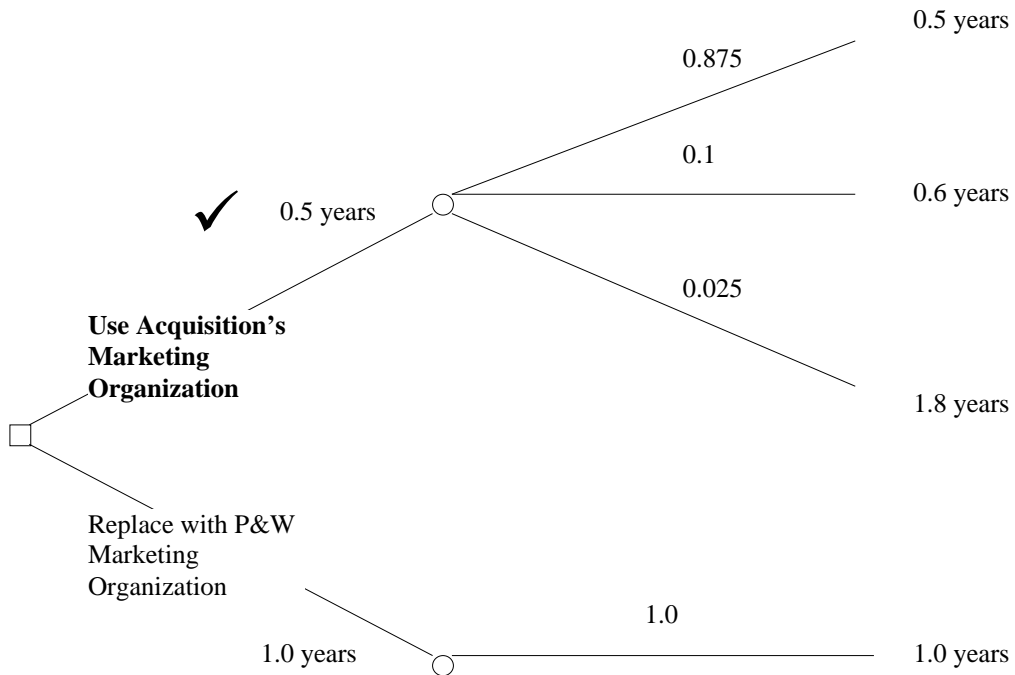 0.5 years
0.875
0.1
0.6 years
0.5 years
0.025
Use Acquisition’s
Marketing
Organization
1.8 years
Replace with P&W
Marketing
Organization
1.0
1.0 years
1.0 years